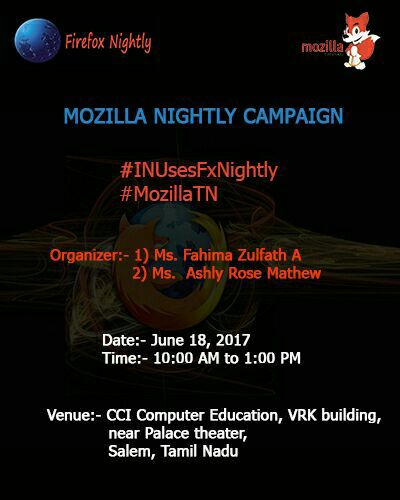 Firefox Nightly
mozilla
MOZILLA NIGHTLY CAMPAIGN
#INUsesFxNightly
#MozillaTN
Organizer:- 1) Ms. Fahima Zulfath A
2) Ms. Ashly Rose Mathew
Date:- June 18, 2017
Time:- 10:00 AM to 1:00 PM
Venue:- CCI Computer Education, VRK building,
near Palace theater,
Salem, Tamil Nadu